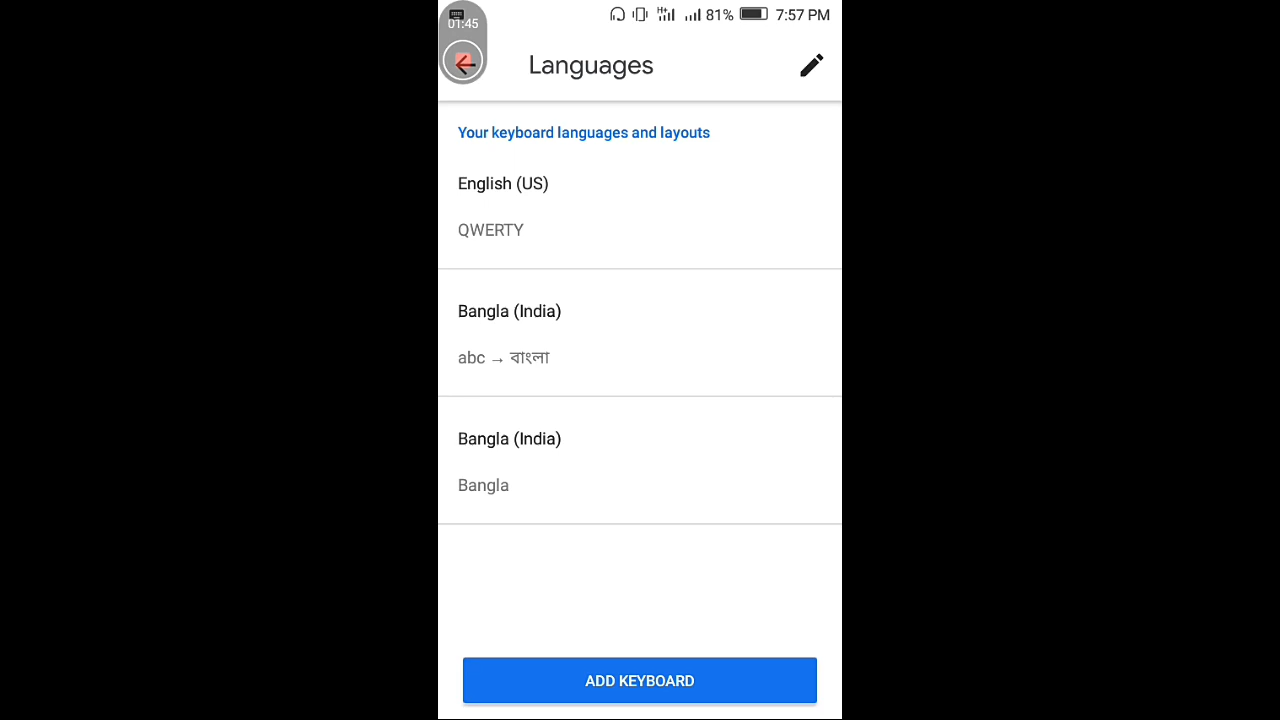 01:45
H+ 81% 7:57 PM
Languages
Your keyboard languages and layouts
English (US)
QWERTY
Bangla (India)
abc → বাংলা
Bangla (India)
Bangla
ADD KEYBOARD